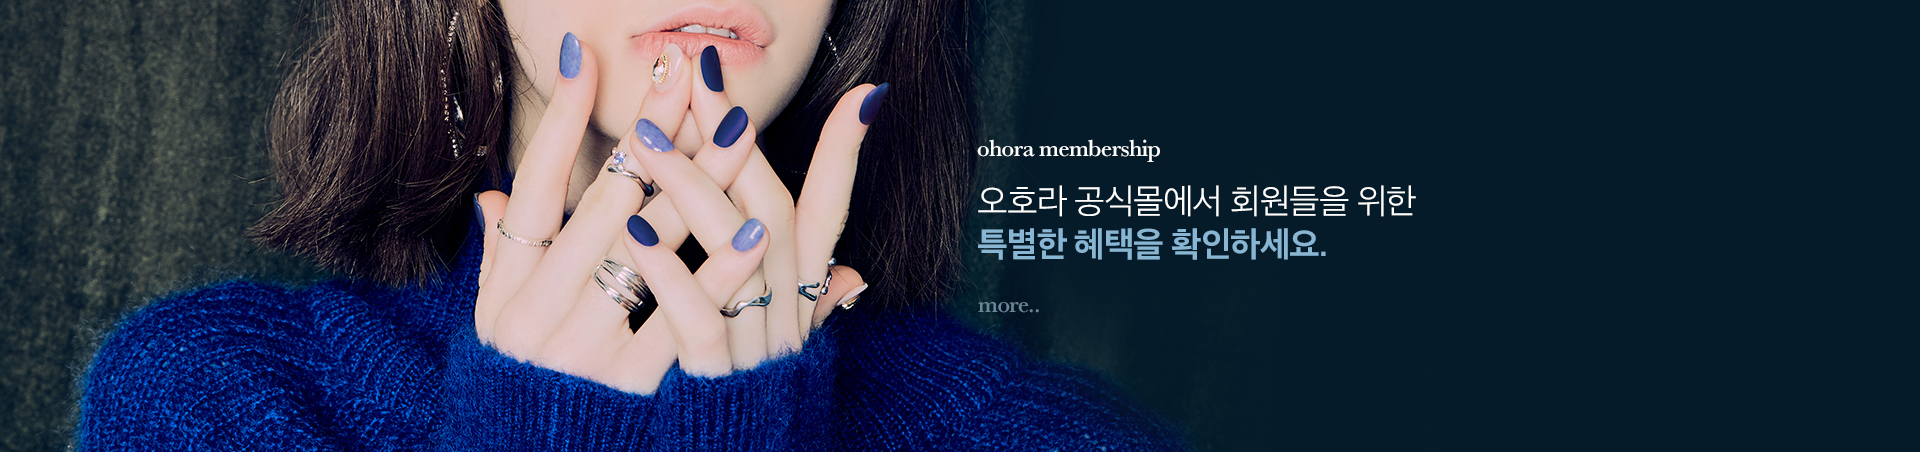 ohora membership
오호라 공식몰에서 회원들을 위한
특별한 혜택을 확인하세요.
more..